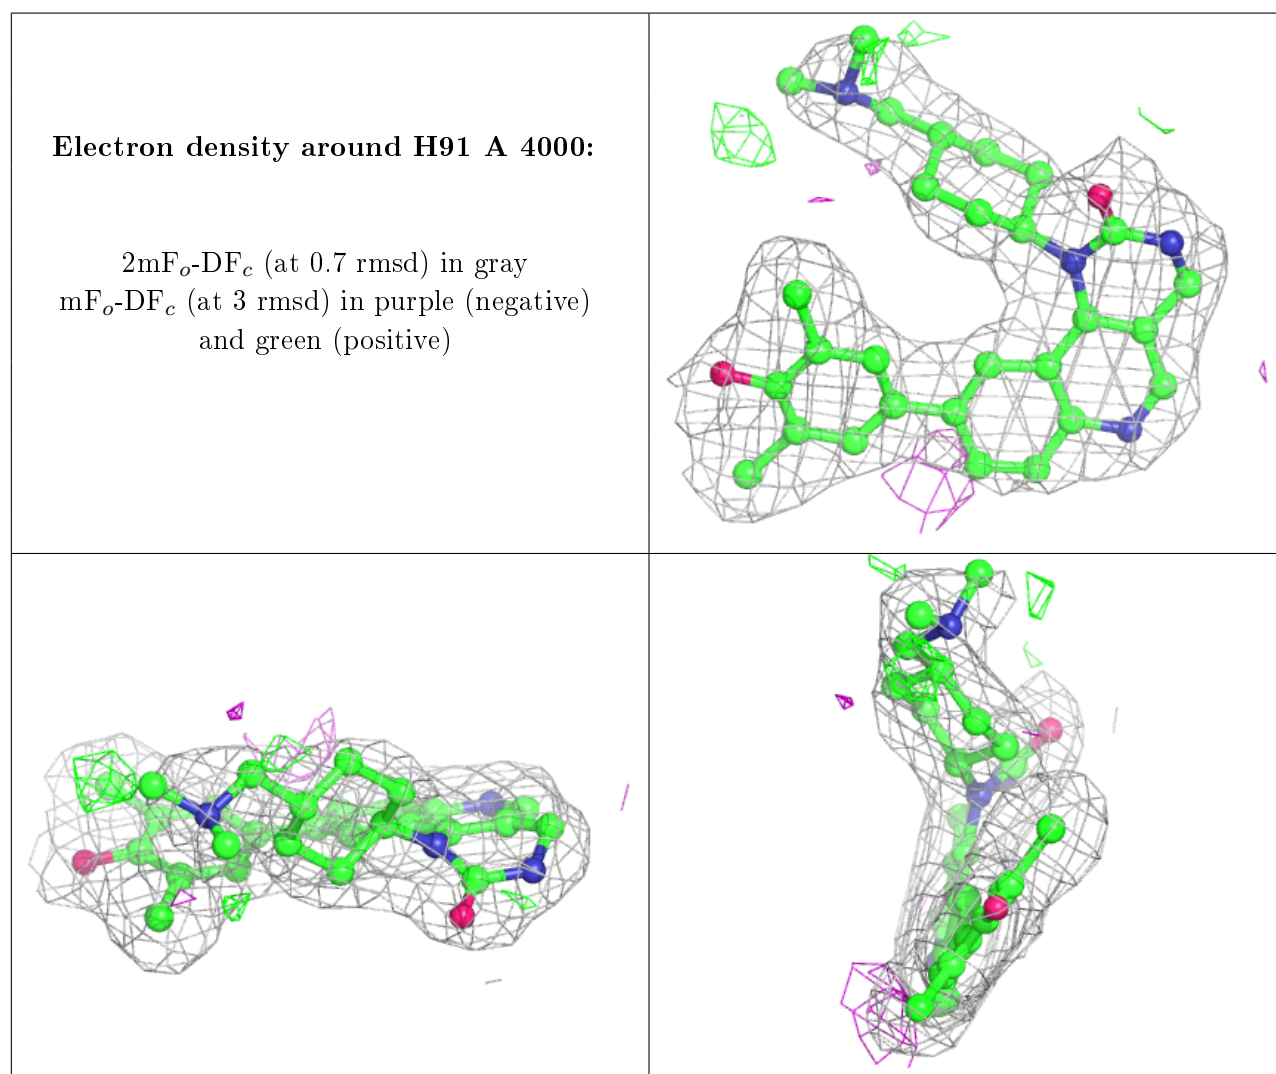 Electron density around H91 A 4000:
2mFₒ-DF𝒸 (at 0.7 rmsd) in gray
mFₒ-DF𝒸 (at 3 rmsd) in purple (negative)
and green (positive)